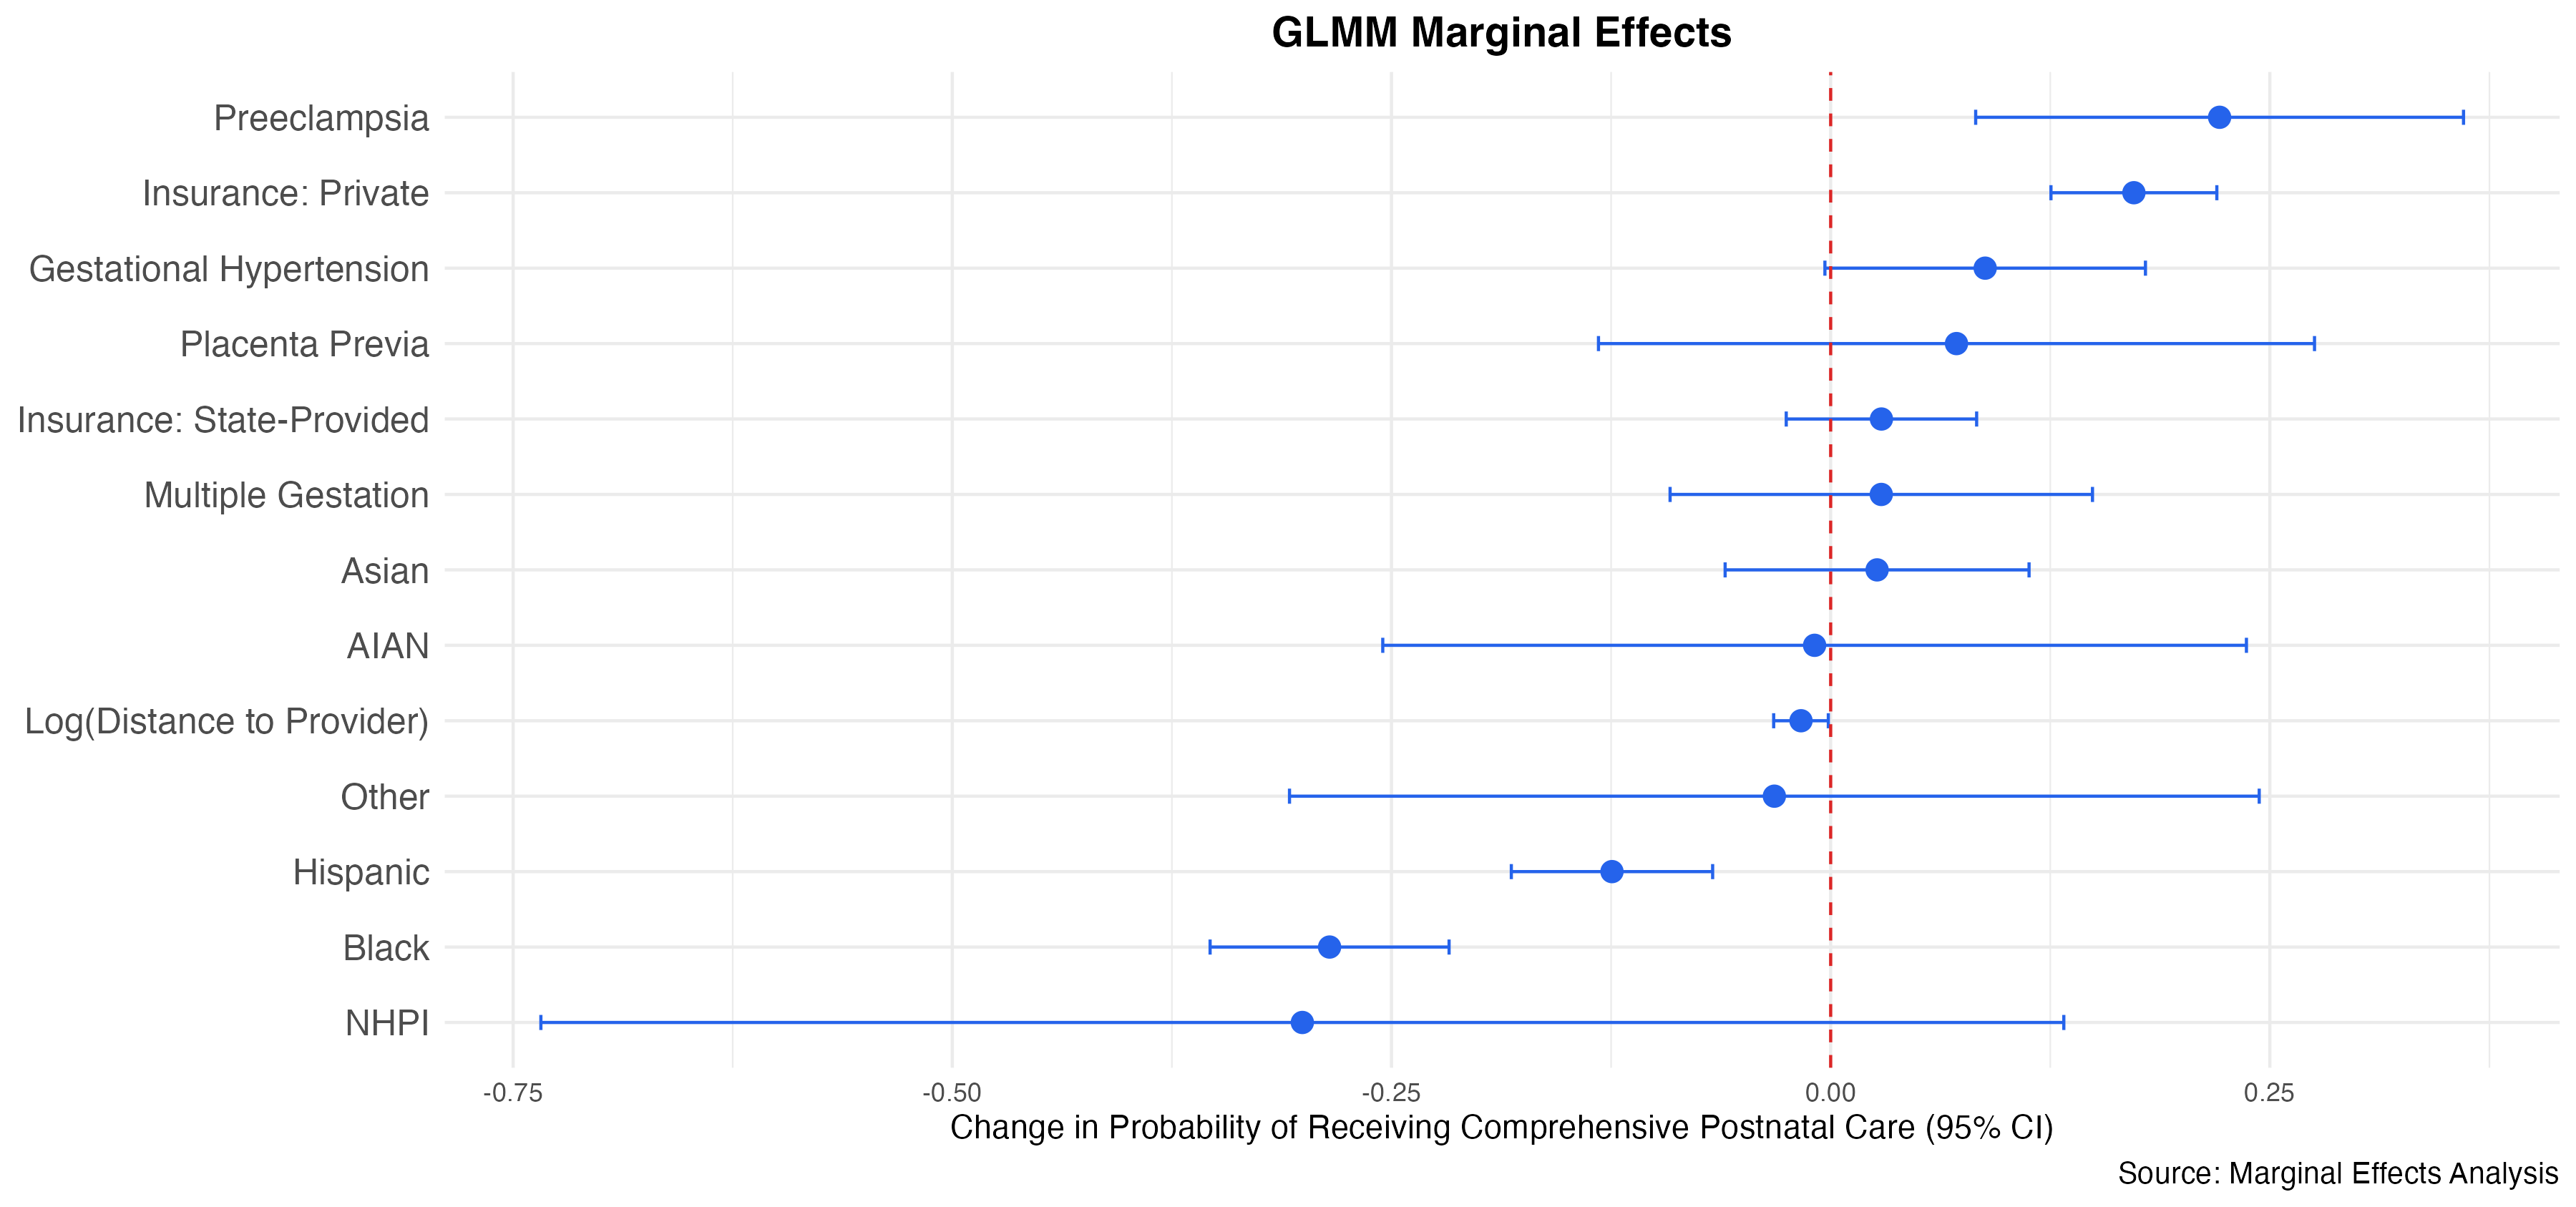 GLMM Marginal Effects
Preeclampsia
Insurance: Private
Gestational Hypertension
Placenta Previa
Insurance: State-Provided
Multiple Gestation
Asian
AIAN
Log(Distance to Provider)
Other
Hispanic
Black
NHPI
-0.75 -0.50 -0.25 0.00 0.25
Change in Probability of Receiving Comprehensive Postnatal Care (95% CI)
Source: Marginal Effects Analysis